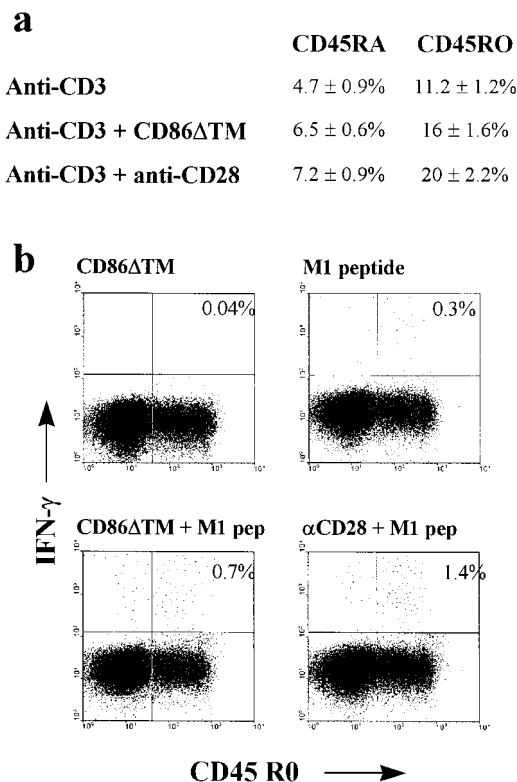 a
CD45RA CD45RO
Anti-CD3 4.7 ± 0.9% 11.2 ± 1.2%
Anti-CD3 + CD86ΔTM 6.5 ± 0.6% 16 ± 1.6%
Anti-CD3 + anti-CD28 7.2 ± 0.9% 20 ± 2.2%
b
CD86ΔTM M1 peptide
0.04% 0.3%
CD86ΔTM + M1 pep αCD28 + M1 pep
0.7% 1.4%
IFN-γ
CD45 R0